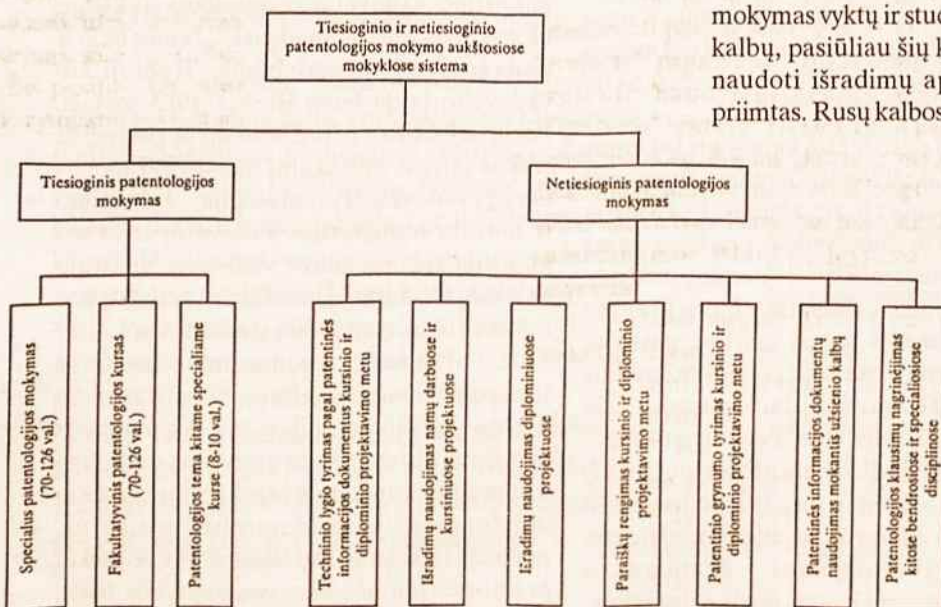 Tiesioginio ir netiesioginio
patentologijos mokymo aukštosiose
mokyklose sistema
mokymas vyktų ir stud
kalbų, pasiūliau šių k
naudoti išradimų ap
priimtas. Rusų kalbos
Tiesioginis patentologijos
mokymas
Netiesioginis patentologijos
mokymas
Specialus patentologijos mokymas
(70-126 val.)
Fakultatyvinis patentologijos kursas
(70-126 val.)
Patentologijos tema kitame specialiame
kurse (8-10 val.)
Techninio lygio tyrimas pagal patentinės
informacijos dokumentus kursinio ir
diplominio projektavimo metu
Išradimų naudojimas namų darbuose ir
kursiniuose projektuose
Išradimų naudojimas diplominiuose
projektuose
Paraiškų rengimas kursinio ir diplominio
projektavimo metu
Patentinio grynumo tyrimas kursinio ir
diplominio projektavimo metu
Patentinės informacijos dokumentų
naudojimas mokantis užsienio kalbų
Patentologijos klausimų nagrinėjimas
kitose bendrosiose ir specialiosiose
disciplinose